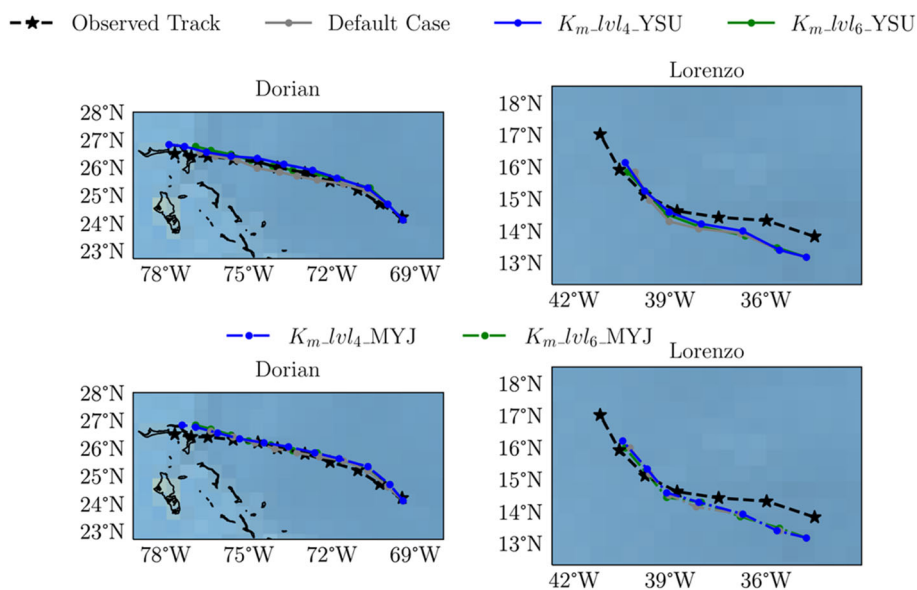 Observed Track Default Case K_m_lvl_4_YSU K_m_lvl_6_YSU
Dorian
28°N
27°N
26°N
25°N
24°N
23°N
78°W 75°W 72°W 69°W
Lorenzo
18°N
17°N
16°N
15°N
14°N
13°N
42°W 39°W 36°W
K_m_lvl_4_MYJ K_m_lvl_6_MYJ
Dorian
28°N
27°N
26°N
25°N
24°N
23°N
78°W 75°W 72°W 69°W
Lorenzo
18°N
17°N
16°N
15°N
14°N
13°N
42°W 39°W 36°W